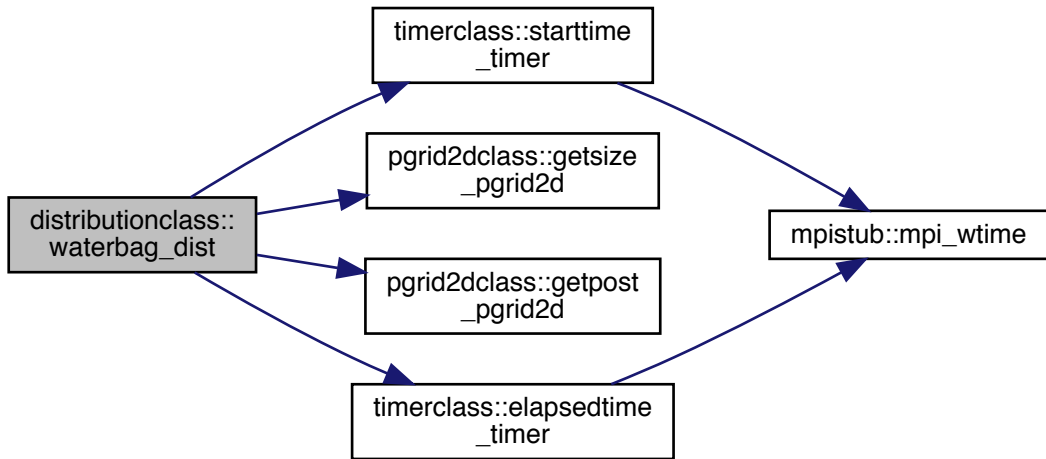 timerclass::starttime
_timer
pgrid2dclass::getsize
_pgrid2d
distributionclass::
waterbag_dist
mpistub::mpi_wtime
pgrid2dclass::getpost
_pgrid2d
timerclass::elapsedtime
_timer